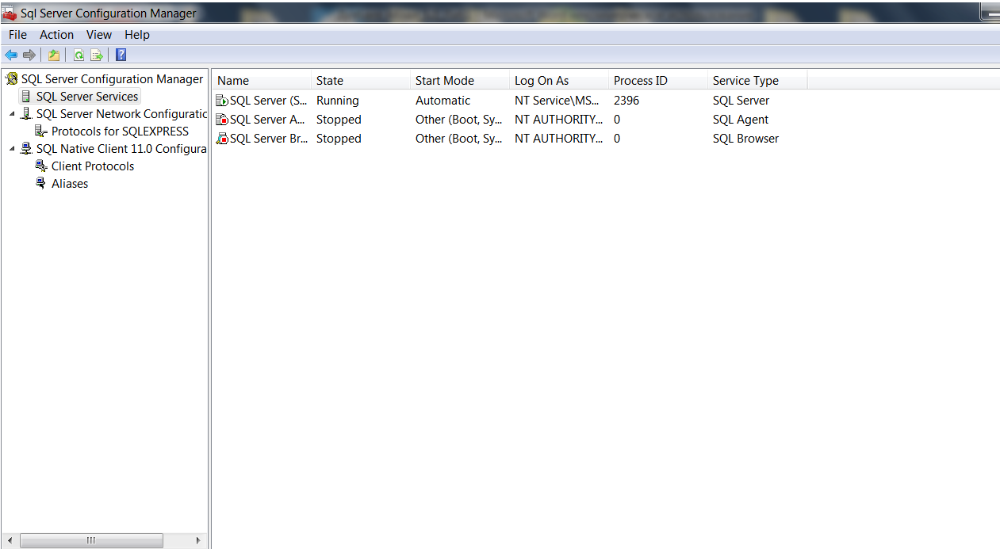 Sql Server Configuration Manager
File Action View Help
SQL Server Configuration Manager
SQL Server Services
SQL Server Network Configuratic
Protocols for SQLEXPRESS
SQL Native Client 11.0 Configura
Client Protocols
Aliases
Name State Start Mode Log On As Process ID Service Type
SQL Server (S... Running Automatic NT Service\MS... 2396 SQL Server
SQL Server A... Stopped Other (Boot, Sy... NT AUTHORITY... 0 SQL Agent
SQL Server Br... Stopped Other (Boot, Sy... NT AUTHORITY... 0 SQL Browser